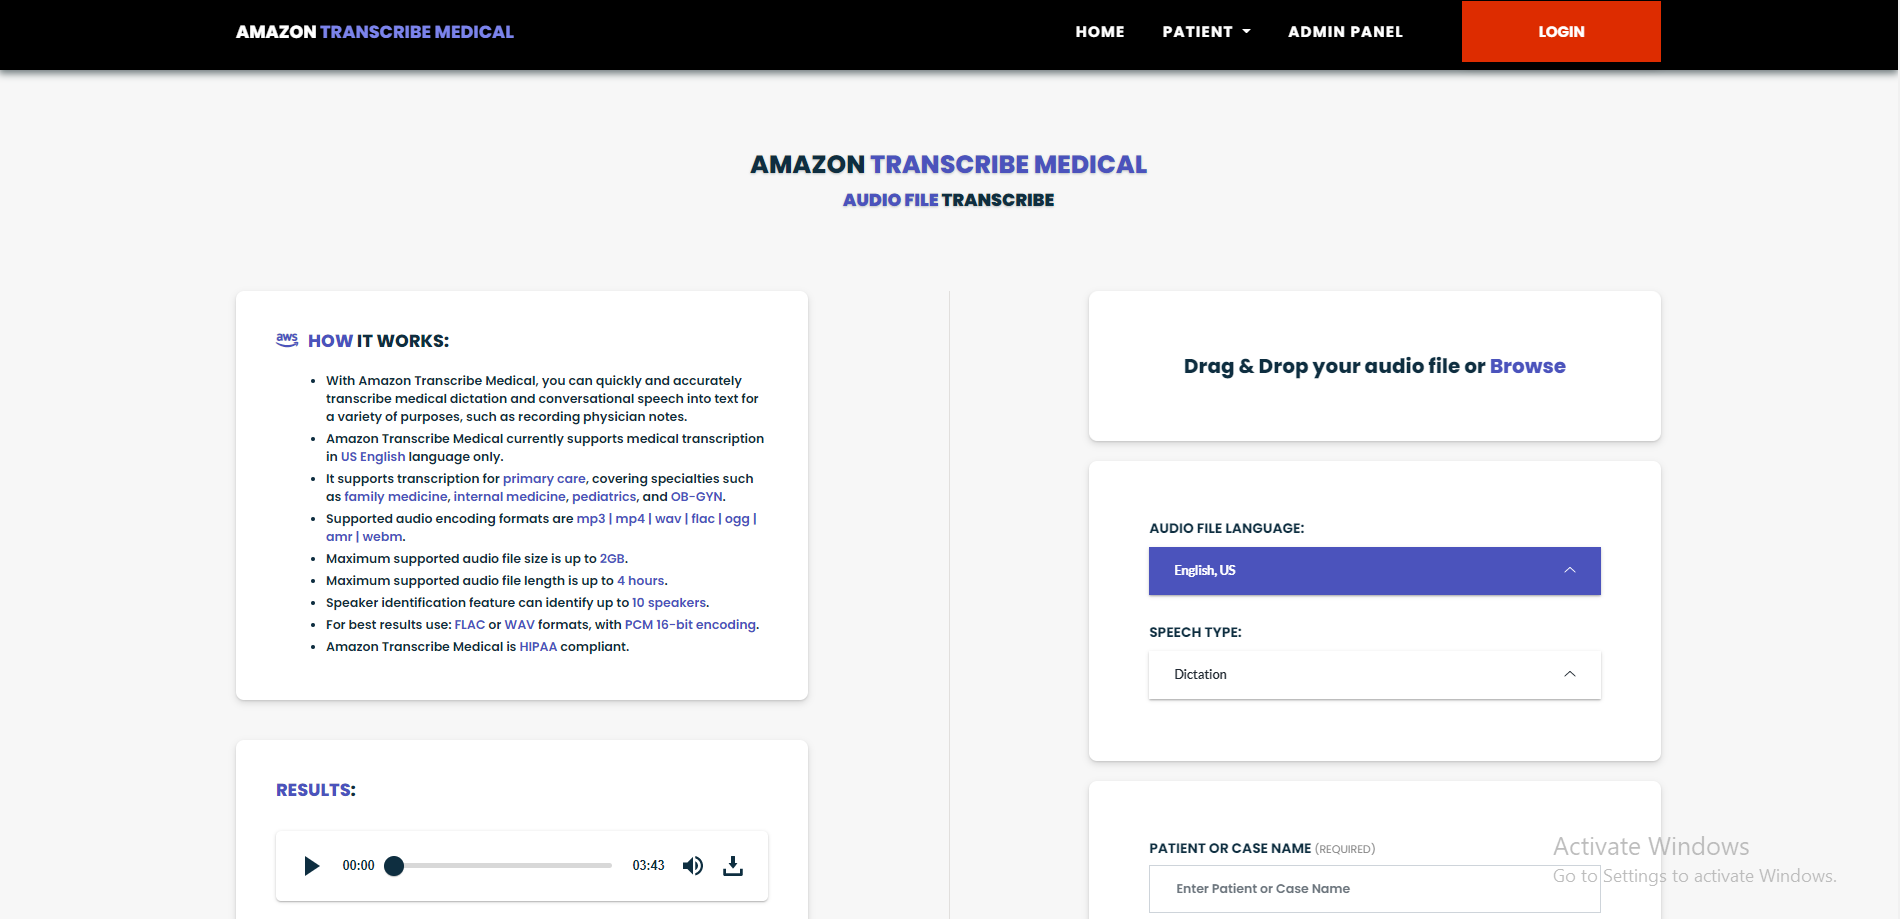 AMAZON TRANSCRIBE MEDICAL
HOME
PATIENT
ADMIN PANEL
LOGIN
AMAZON TRANSCRIBE MEDICAL
AUDIO FILE TRANSCRIBE
aws HOW IT WORKS:
• With Amazon Transcribe Medical, you can quickly and accurately
transcribe medical dictation and conversational speech into text for
a variety of purposes, such as recording physician notes.
• Amazon Transcribe Medical currently supports medical transcription
in US English language only.
• It supports transcription for primary care, covering specialties such
as family medicine, internal medicine, pediatrics, and OB-GYN.
• Supported audio encoding formats are mp3 | mp4 | wav | flac | ogg |
amr | webm.
• Maximum supported audio file size is up to 2GB.
• Maximum supported audio file length is up to 4 hours.
• Speaker identification feature can identify up to 10 speakers.
• For best results use: FLAC or WAV formats, with PCM 16-bit encoding.
• Amazon Transcribe Medical is HIPAA compliant.
RESULTS:
00:00
03:43
Drag & Drop your audio file or Browse
AUDIO FILE LANGUAGE:
English, US
SPEECH TYPE:
Dictation
PATIENT OR CASE NAME (REQUIRED)
Enter Patient or Case Name
Activate Windows
Go to Settings to activate Windows.